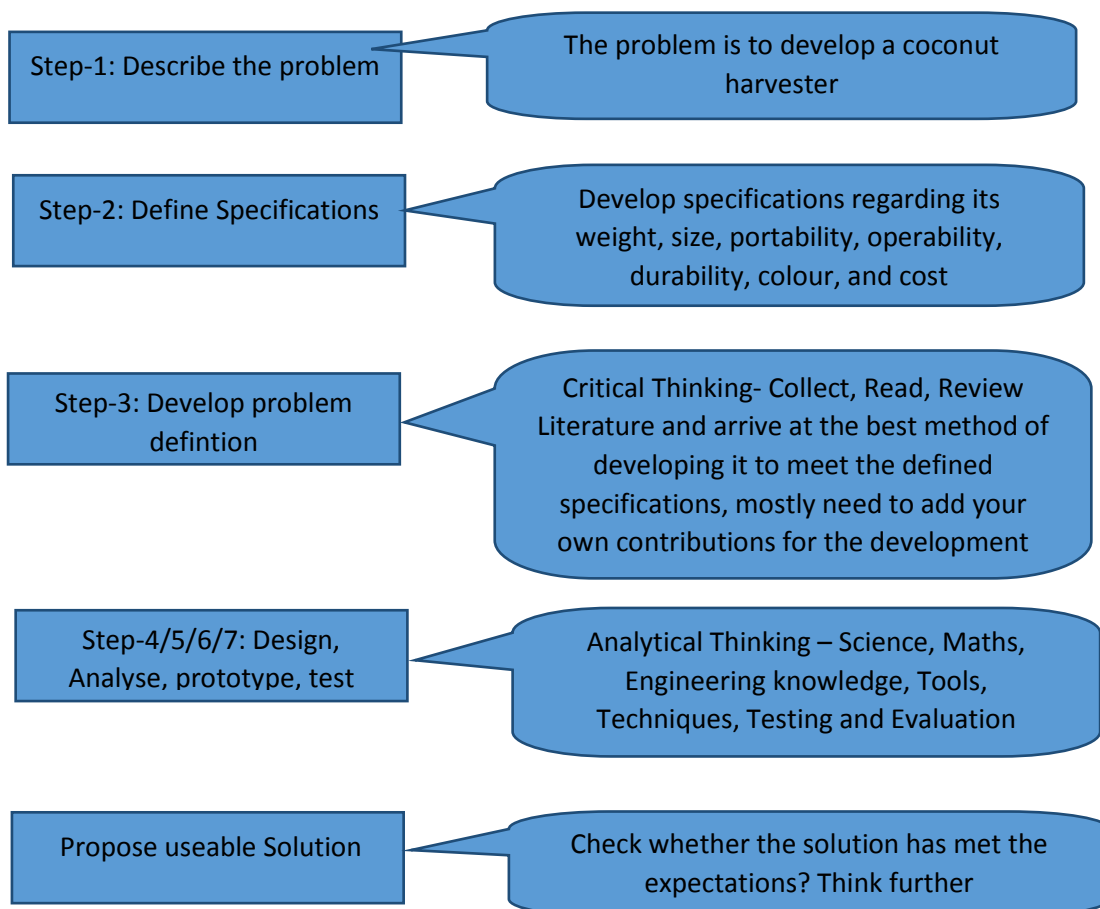 Step-1: Describe the problem
The problem is to develop a coconut
harvester
Step-2: Define Specifications
Develop specifications regarding its
weight, size, portability, operability,
durability, colour, and cost
Step-3: Develop problem
defintion
Critical Thinking- Collect, Read, Review
Literature and arrive at the best method of
developing it to meet the defined
specifications, mostly need to add your
own contributions for the development
Step-4/5/6/7: Design,
Analyse, prototype, test
Analytical Thinking – Science, Maths,
Engineering knowledge, Tools,
Techniques, Testing and Evaluation
Propose useable Solution
Check whether the solution has met the
expectations? Think further